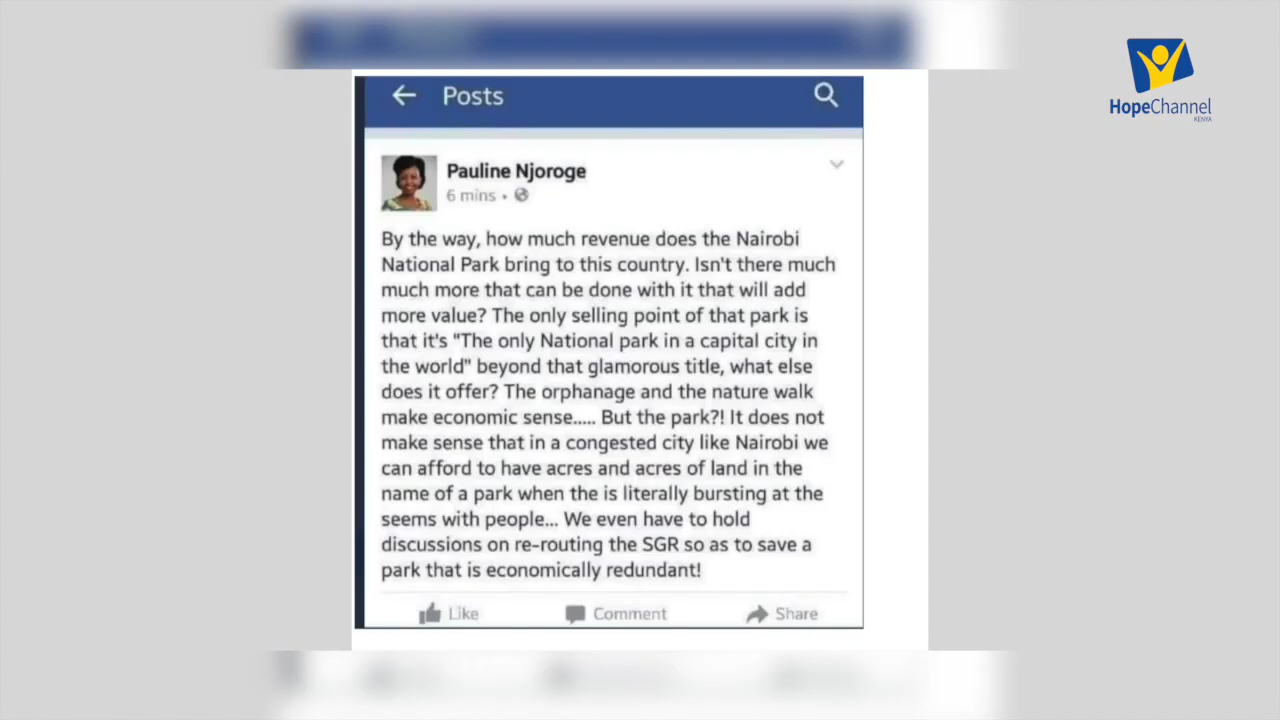 HopeChannel
KENYA
Posts
Pauline Njoroge
6 mins •
By the way, how much revenue does the Nairobi
National Park bring to this country. Isn't there much
much more that can be done with it that will add
more value? The only selling point of that park is
that it's "The only National park in a capital city in
the world" beyond that glamorous title, what else
does it offer? The orphanage and the nature walk
make economic sense..... But the park?! It does not
make sense that in a congested city like Nairobi we
can afford to have acres and acres of land in the
name of a park when the is literally bursting at the
seems with people... We even have to hold
discussions on re-routing the SGR so as to save a
park that is economically redundant!
Like Comment Share